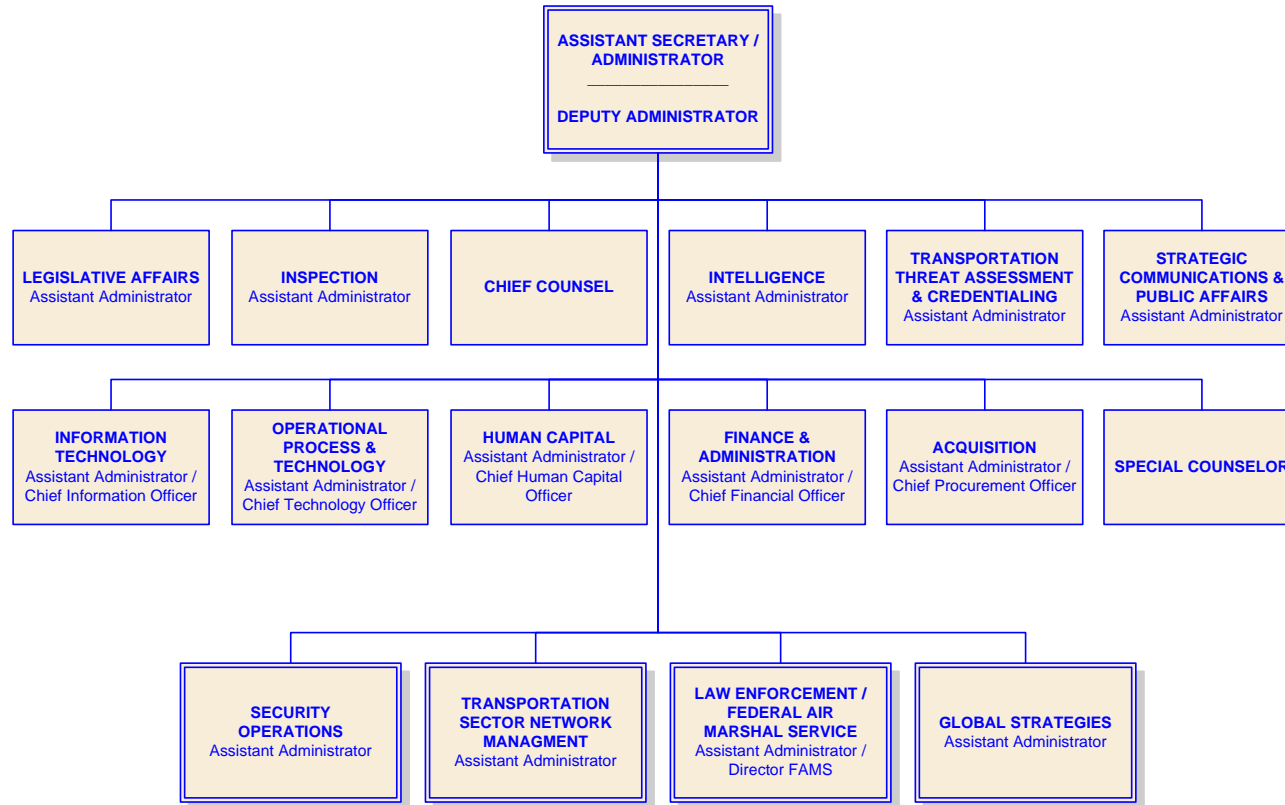 ASSISTANT SECRETARY /
ADMINISTRATOR
_________________
DEPUTY ADMINISTRATOR
LEGISLATIVE AFFAIRS
Assistant Administrator
INSPECTION
Assistant Administrator
CHIEF COUNSEL
INTELLIGENCE
Assistant Administrator
TRANSPORTATION
THREAT ASSESSMENT
& CREDENTIALING
Assistant Administrator
STRATEGIC
COMMUNICATIONS &
PUBLIC AFFAIRS
Assistant Administrator
INFORMATION
TECHNOLOGY
Assistant Administrator /
Chief Information Officer
OPERATIONAL
PROCESS &
TECHNOLOGY
Assistant Administrator /
Chief Technology Officer
HUMAN CAPITAL
Assistant Administrator /
Chief Human Capital
Officer
FINANCE &
ADMINISTRATION
Assistant Administrator /
Chief Financial Officer
ACQUISITION
Assistant Administrator /
Chief Procurement Officer
SPECIAL COUNSELOR
SECURITY
OPERATIONS
Assistant Administrator
TRANSPORTATION
SECTOR NETWORK
MANAGMENT
Assistant Administrator
LAW ENFORCEMENT /
FEDERAL AIR
MARSHAL SERVICE
Assistant Administrator /
Director FAMS
GLOBAL STRATEGIES
Assistant Administrator